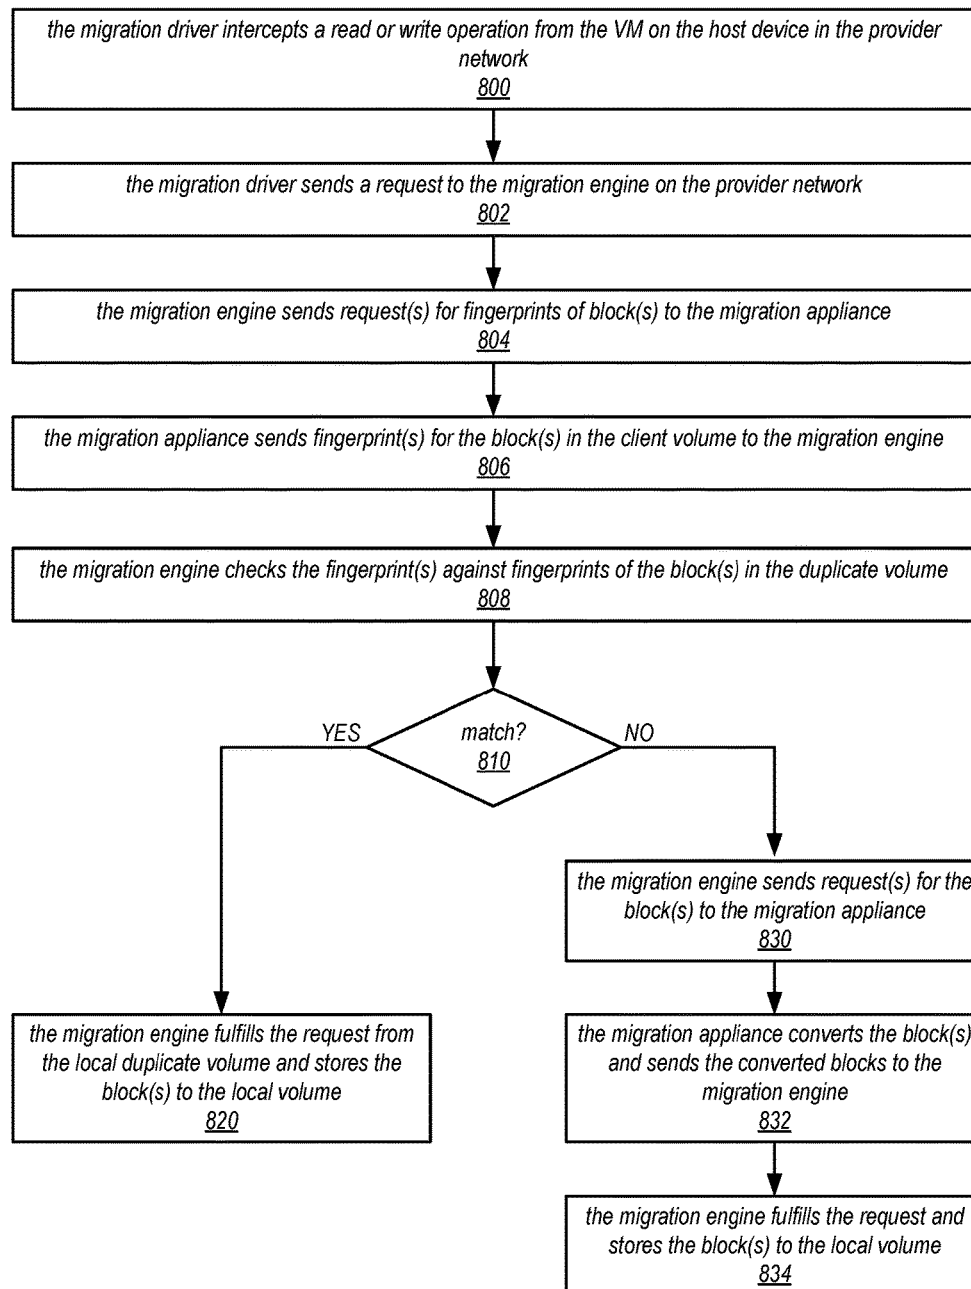 the migration driver intercepts a read or write operation from the VM on the host device in the provider
network
800
the migration driver sends a request to the migration engine on the provider network
802
the migration engine sends request(s) for fingerprints of block(s) to the migration appliance
804
the migration appliance sends fingerprint(s) for the block(s) in the client volume to the migration engine
806
the migration engine checks the fingerprint(s) against fingerprints of the block(s) in the duplicate volume
808
YES
match?
810
NO
the migration engine sends request(s) for the
block(s) to the migration appliance
830
the migration engine fulfills the request from
the local duplicate volume and stores the
block(s) to the local volume
820
the migration appliance converts the block(s)
and sends the converted blocks to the
migration engine
832
the migration engine fulfills the request and
stores the block(s) to the local volume
834